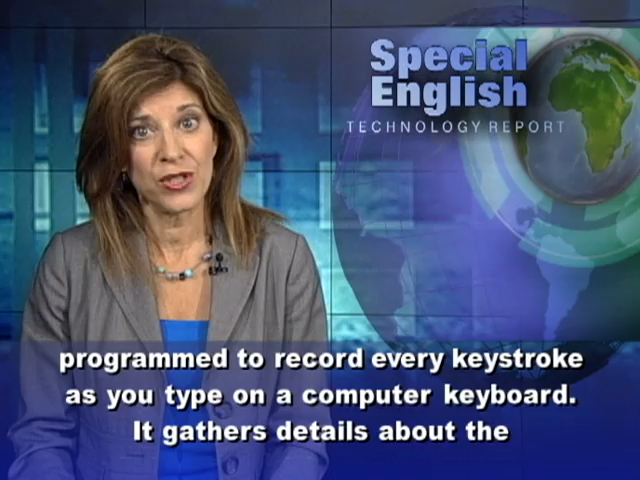 Special
English
TECHNOLOGY REPORT
programmed to record every keystroke
as you type on a computer keyboard.
It gathers details about the